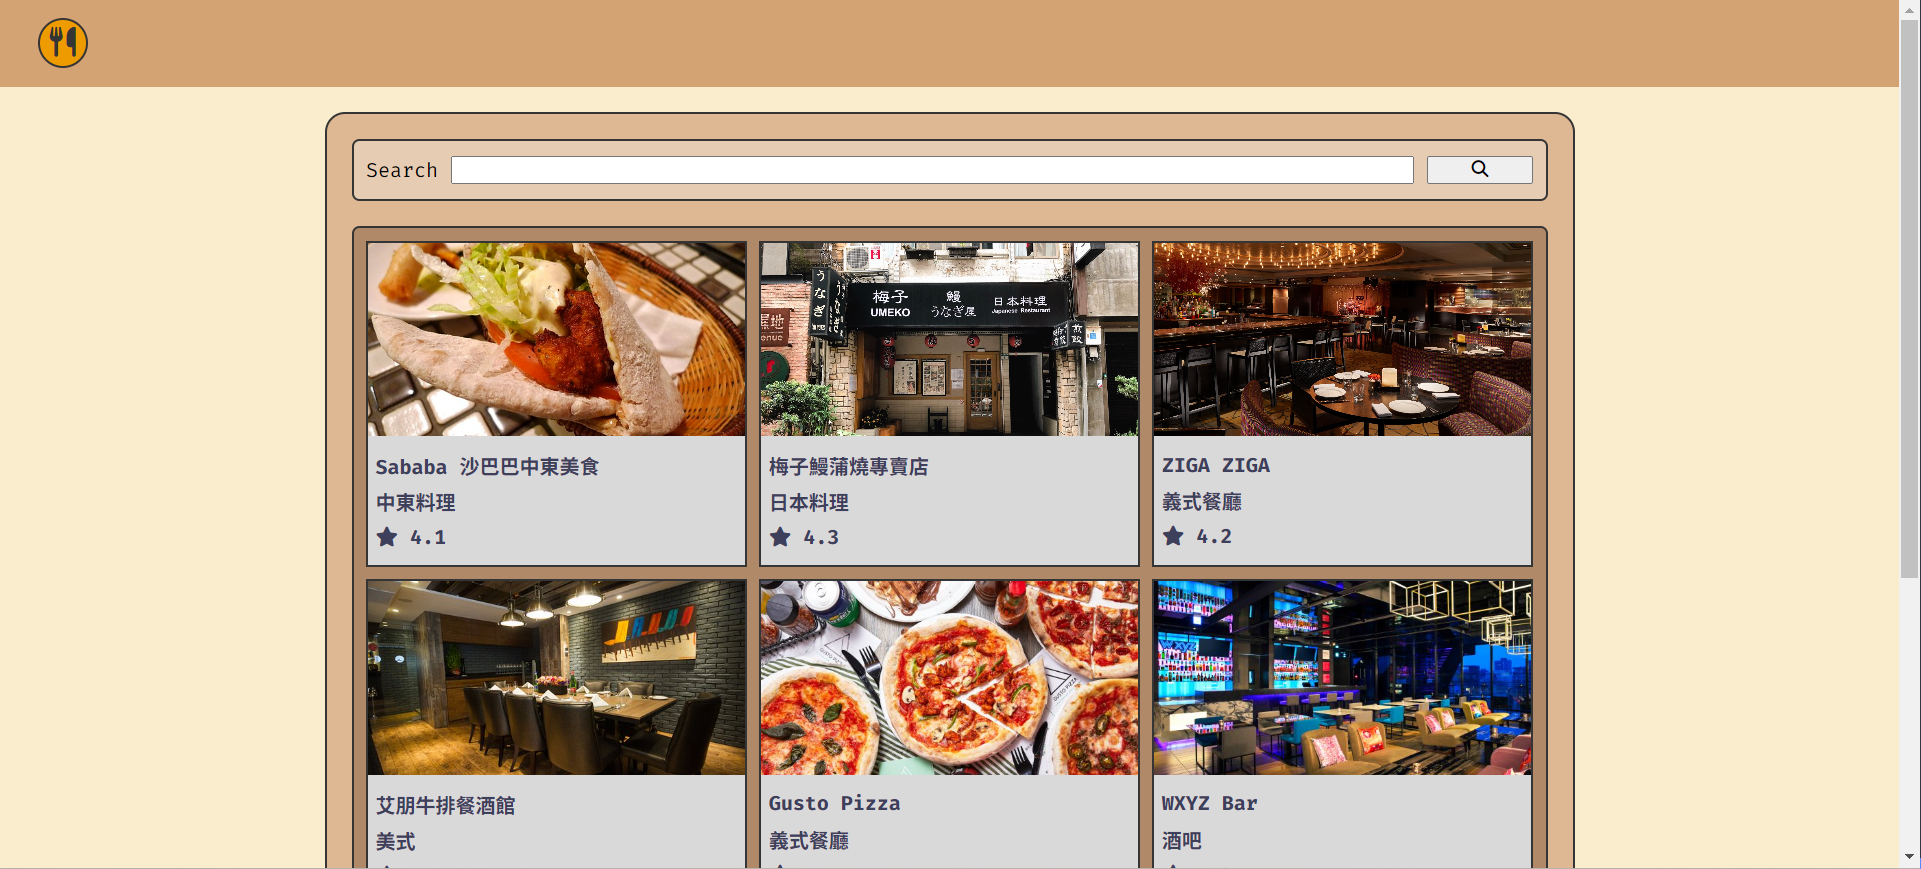 Search
うなぎ
梅子 鰻 日本料理
UMEKO うなぎ屋 Japanese Restaurant
Sababa 沙巴巴中東美食
中東料理
4.1
梅子鰻蒲燒專賣店
日本料理
4.3
ZIGA ZIGA
義式餐廳
4.2
WXYZ
GUSTO PIZZA
艾朋牛排餐酒館
美式
Gusto Pizza
義式餐廳
WXYZ Bar
酒吧